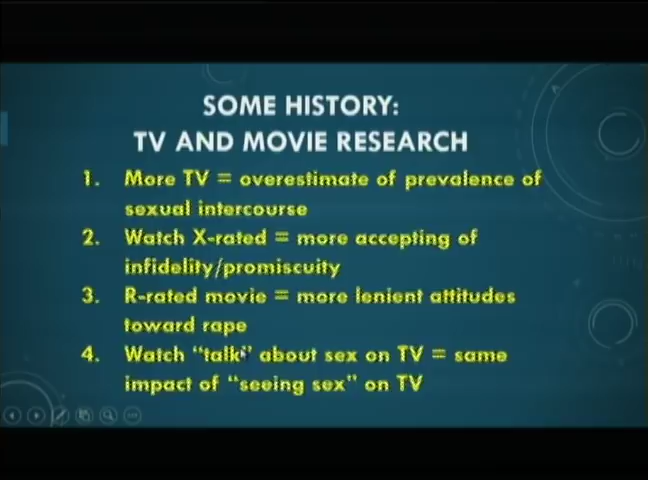 SOME HISTORY:
TV AND MOVIE RESEARCH
1. More TV = overestimate of prevalence of
sexual intercourse
2. Watch X-rated = more accepting of
infidelity/promiscuity
3. R-rated movie = more lenient attitudes
toward rape
4. Watch "talk" about sex on TV = same
impact of "seeing sex" on TV